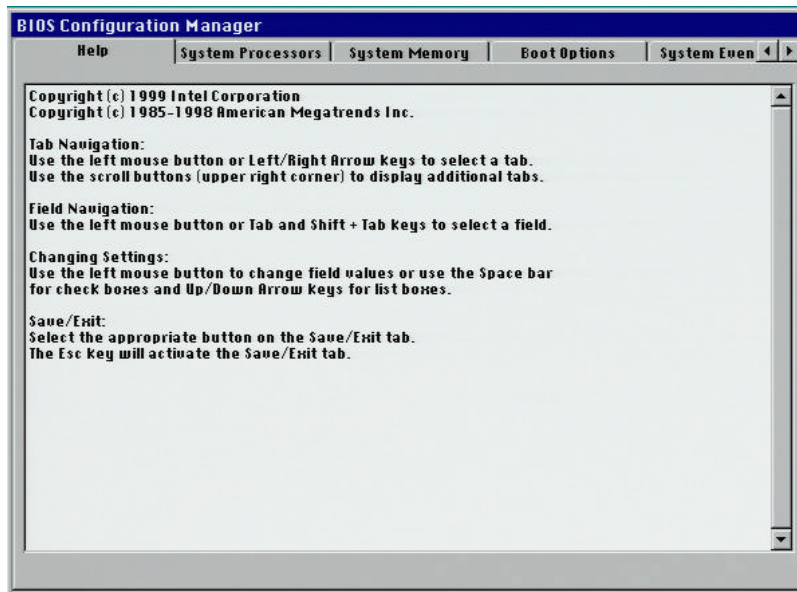 BIOS Configuration Manager
Help
System Processors
System Memory
Boot Options
System Even
Copyright (c) 1999 Intel Corporation
Copyright (c) 1985-1998 American Megatrends Inc.
Tab Navigation:
Use the left mouse button or Left/Right Arrow Keys to select a tab.
Use the scroll buttons (upper right corner) to display additional tabs.
Field Navigation:
Use the left mouse button or Tab and Shift + Tab Keys to select a field.
Changing Settings:
Use the left mouse button to change field values or use the Space bar
for check boxes and Up/Down Arrow Keys for list boxes.
Save/Exit:
Select the appropriate button on the Save/Exit tab.
The Esc Key will activate the Save/Exit tab.